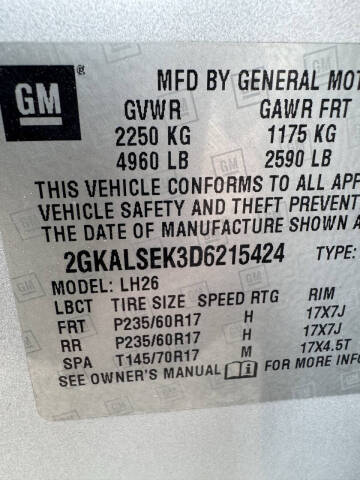 GM ®
MFD BY GENERAL MOT
GVWR GAWR FRT
2250 KG 1175 KG
4960 LB 2590 LB
THIS VEHICLE CONFORMS TO ALL APP
VEHICLE SAFETY AND THEFT PREVENT
THE DATE OF MANUFACTURE SHOWN A
2GKALSEK3D6215424 TYPE:
MODEL: LH26
LBCT TIRE SIZE SPEED RTG RIM
FRT P235/60R17 H 17X7J
RR P235/60R17 H 17X7J
SPA T145/70R17 M 17X4.5T
SEE OWNER'S MANUAL FOR MORE INFO